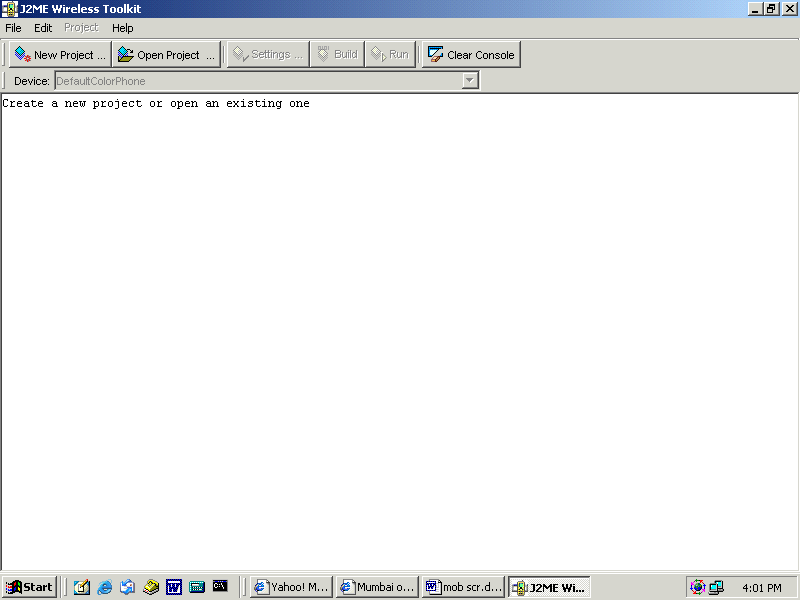 J2ME Wireless Toolkit
File Edit Project Help
New Project ... Open Project ... Settings ... Build Run Clear Console
Device: DefaultColorPhone
Create a new project or open an existing one
Start W C:\ Yahoo! M... Mumbai o... mob scr.d... J2ME Wi... 4:01 PM